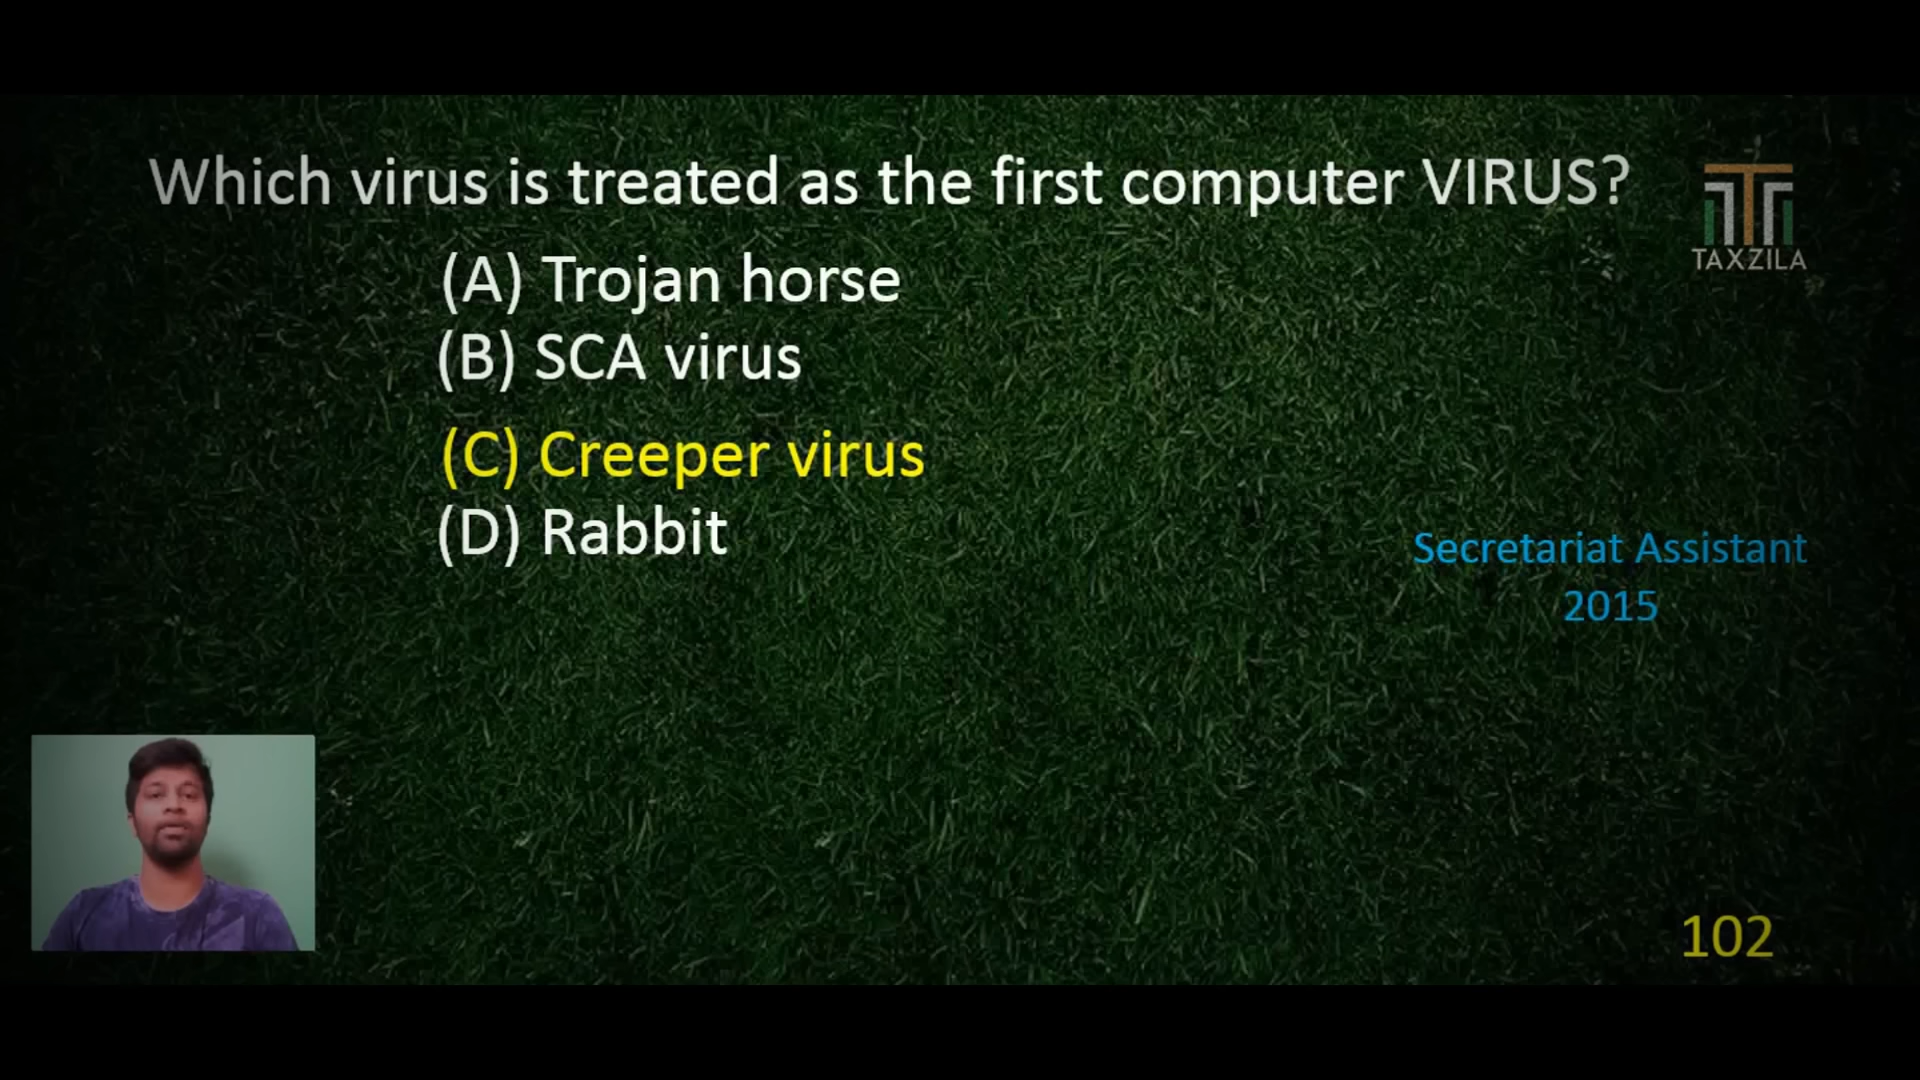 Which virus is treated as the first computer VIRUS?
TAXZILA
(A) Trojan horse
(B) SCA virus
(C) Creeper virus
(D) Rabbit
Secretariat Assistant
2015
102